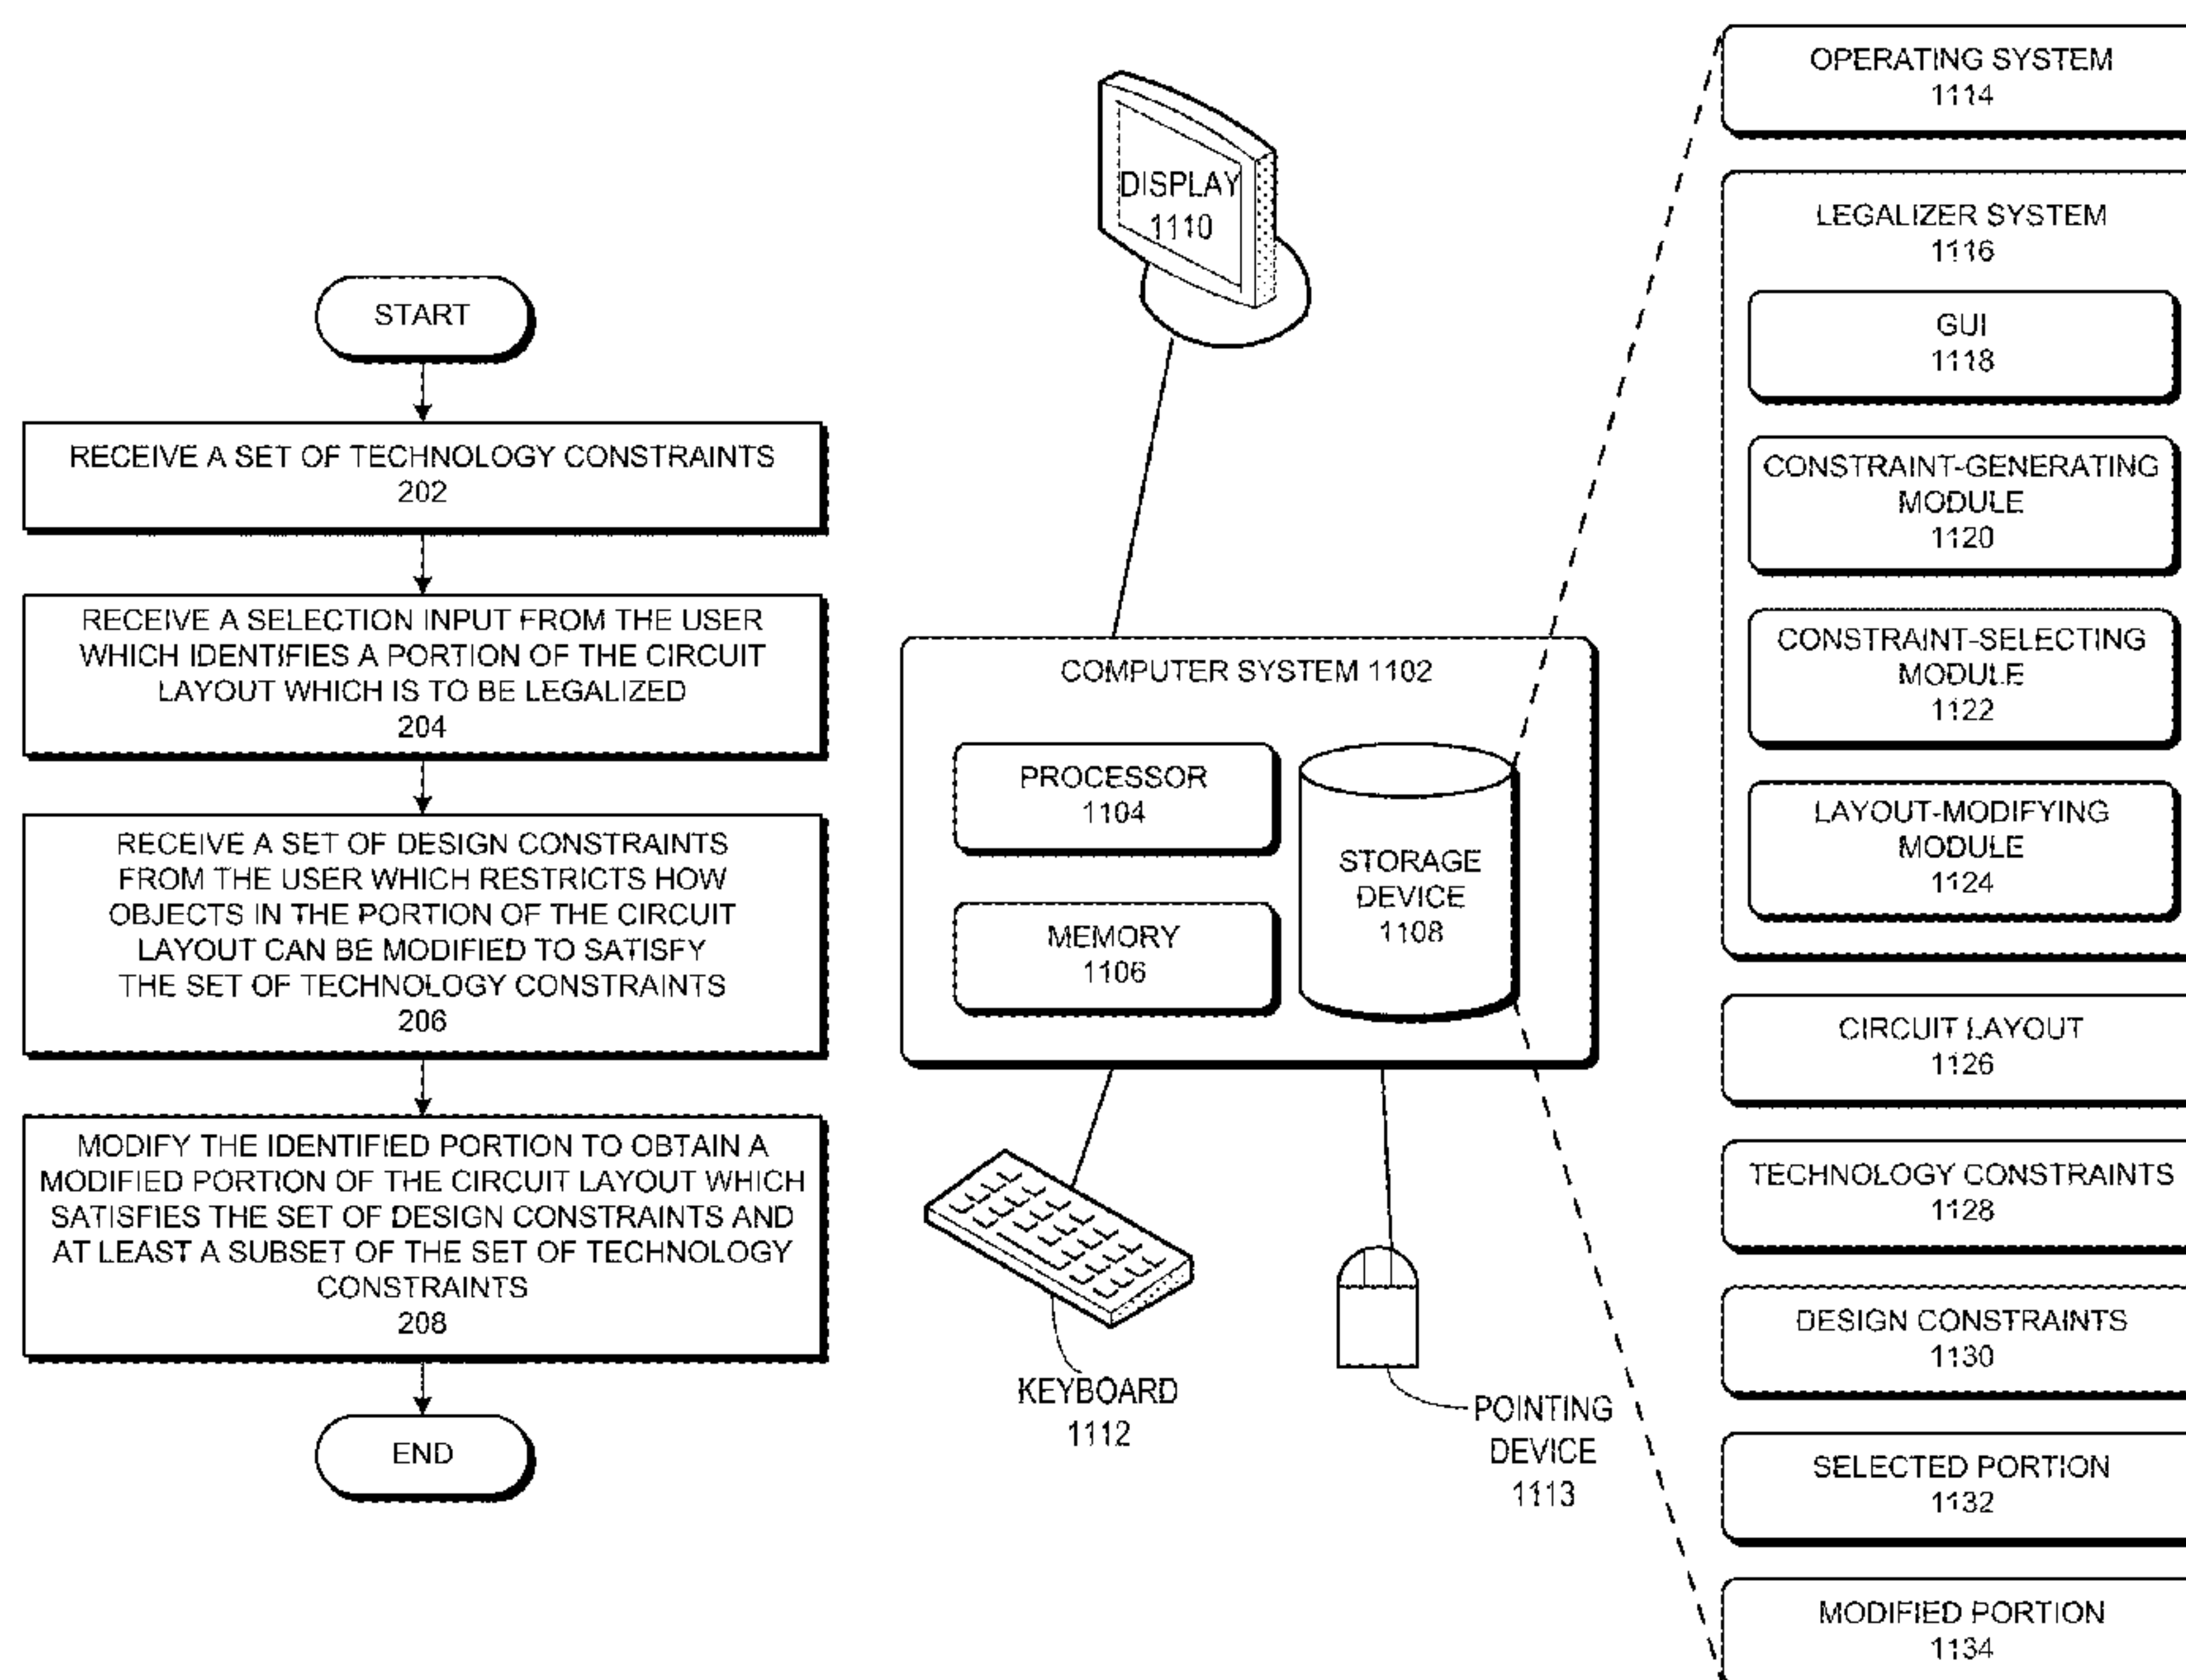 START
RECEIVE A SET OF TECHNOLOGY CONSTRAINTS
202
RECEIVE A SELECTION INPUT FROM THE USER
WHICH IDENTIFIES A PORTION OF THE CIRCUIT
LAYOUT WHICH IS TO BE LEGALIZED
204
RECEIVE A SET OF DESIGN CONSTRAINTS
FROM THE USER WHICH RESTRICTS HOW
OBJECTS IN THE PORTION OF THE CIRCUIT
LAYOUT CAN BE MODIFIED TO SATISFY
THE SET OF TECHNOLOGY CONSTRAINTS
206
MODIFY THE IDENTIFIED PORTION TO OBTAIN A
MODIFIED PORTION OF THE CIRCUIT LAYOUT WHICH
SATISFIES THE SET OF DESIGN CONSTRAINTS AND
AT LEAST A SUBSET OF THE SET OF TECHNOLOGY
CONSTRAINTS
208
END
DISPLAY
1110
COMPUTER SYSTEM 1102
PROCESSOR
1104
MEMORY
1106
STORAGE
DEVICE
1108
KEYBOARD
1112
POINTING
DEVICE
1113
OPERATING SYSTEM
1114
LEGALIZER SYSTEM
1116
GUI
1118
CONSTRAINT-GENERATING
MODULE
1120
CONSTRAINT-SELECTING
MODULE
1122
LAYOUT-MODIFYING
MODULE
1124
CIRCUIT LAYOUT
1126
TECHNOLOGY CONSTRAINTS
1128
DESIGN CONSTRAINTS
1130
SELECTED PORTION
1132
MODIFIED PORTION
1134